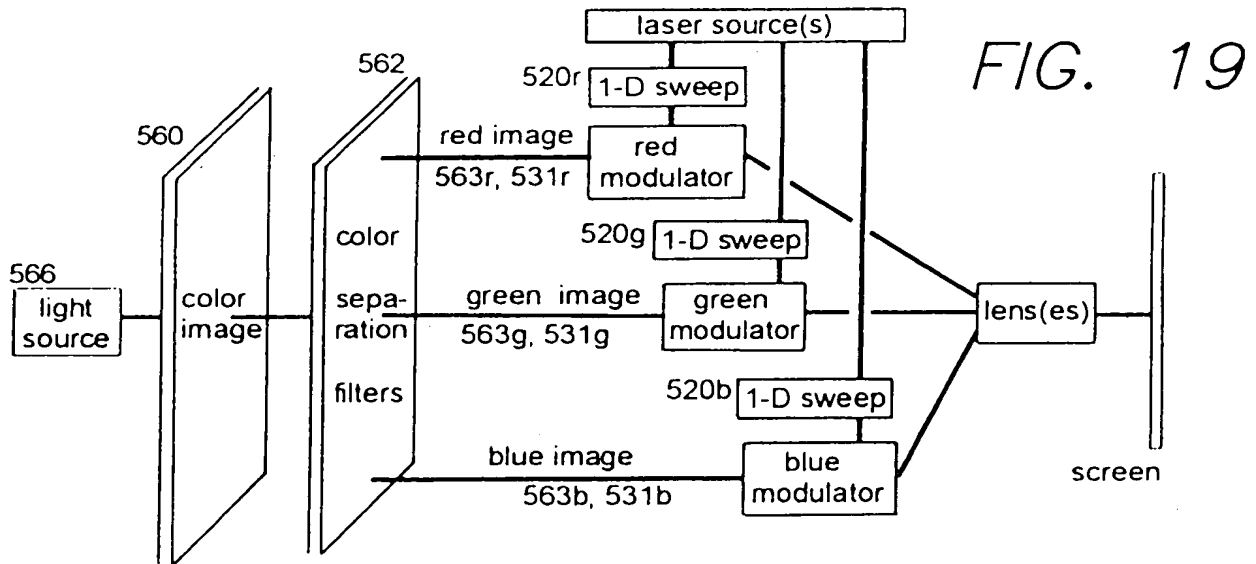 laser source(s)
FIG. 19
562
520r
1-D sweep
560
red image
563r, 531r
red
modulator
color
520g
1-D sweep
566
light
source
color
image
sepa-
ration
green image
563g, 531g
green
modulator
lens(es)
filters
520b
1-D sweep
blue image
563b, 531b
blue
modulator
screen